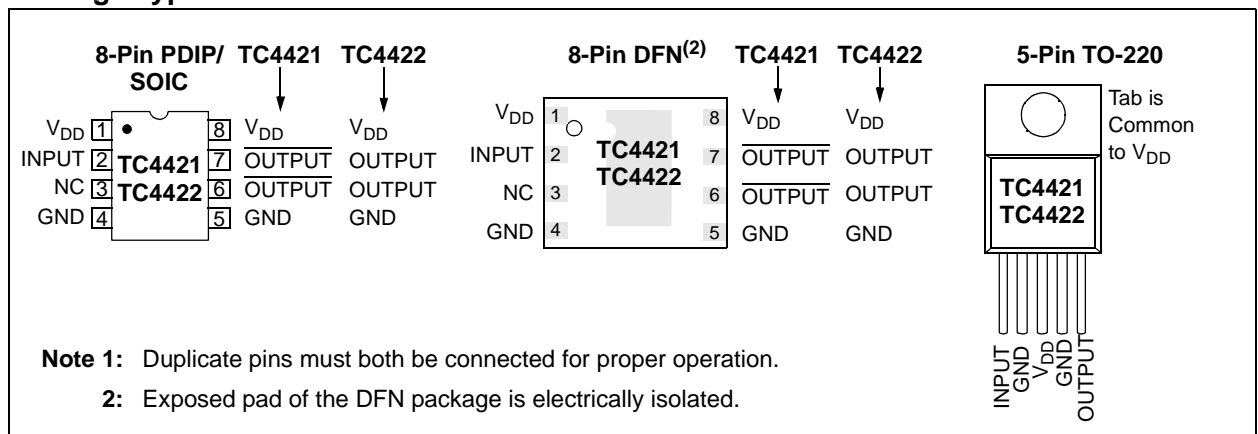 8-Pin PDIP/ SOIC
TC4421 TC4422
V_DD 1 8 V_DD V_DD
INPUT 2 7 OUTPUT OUTPUT
NC 3 6 OUTPUT OUTPUT
GND 4 5 GND GND
TC4421
TC4422
8-Pin DFN(2)
TC4421 TC4422
V_DD 1 8 V_DD V_DD
INPUT 2 7 OUTPUT OUTPUT
NC 3 6 OUTPUT OUTPUT
GND 4 5 GND GND
TC4421
TC4422
5-Pin TO-220
Tab is
Common
to V_DD
TC4421
TC4422
INPUT
GND
V_DD
GND
OUTPUT
Note 1: Duplicate pins must both be connected for proper operation.
2: Exposed pad of the DFN package is electrically isolated.